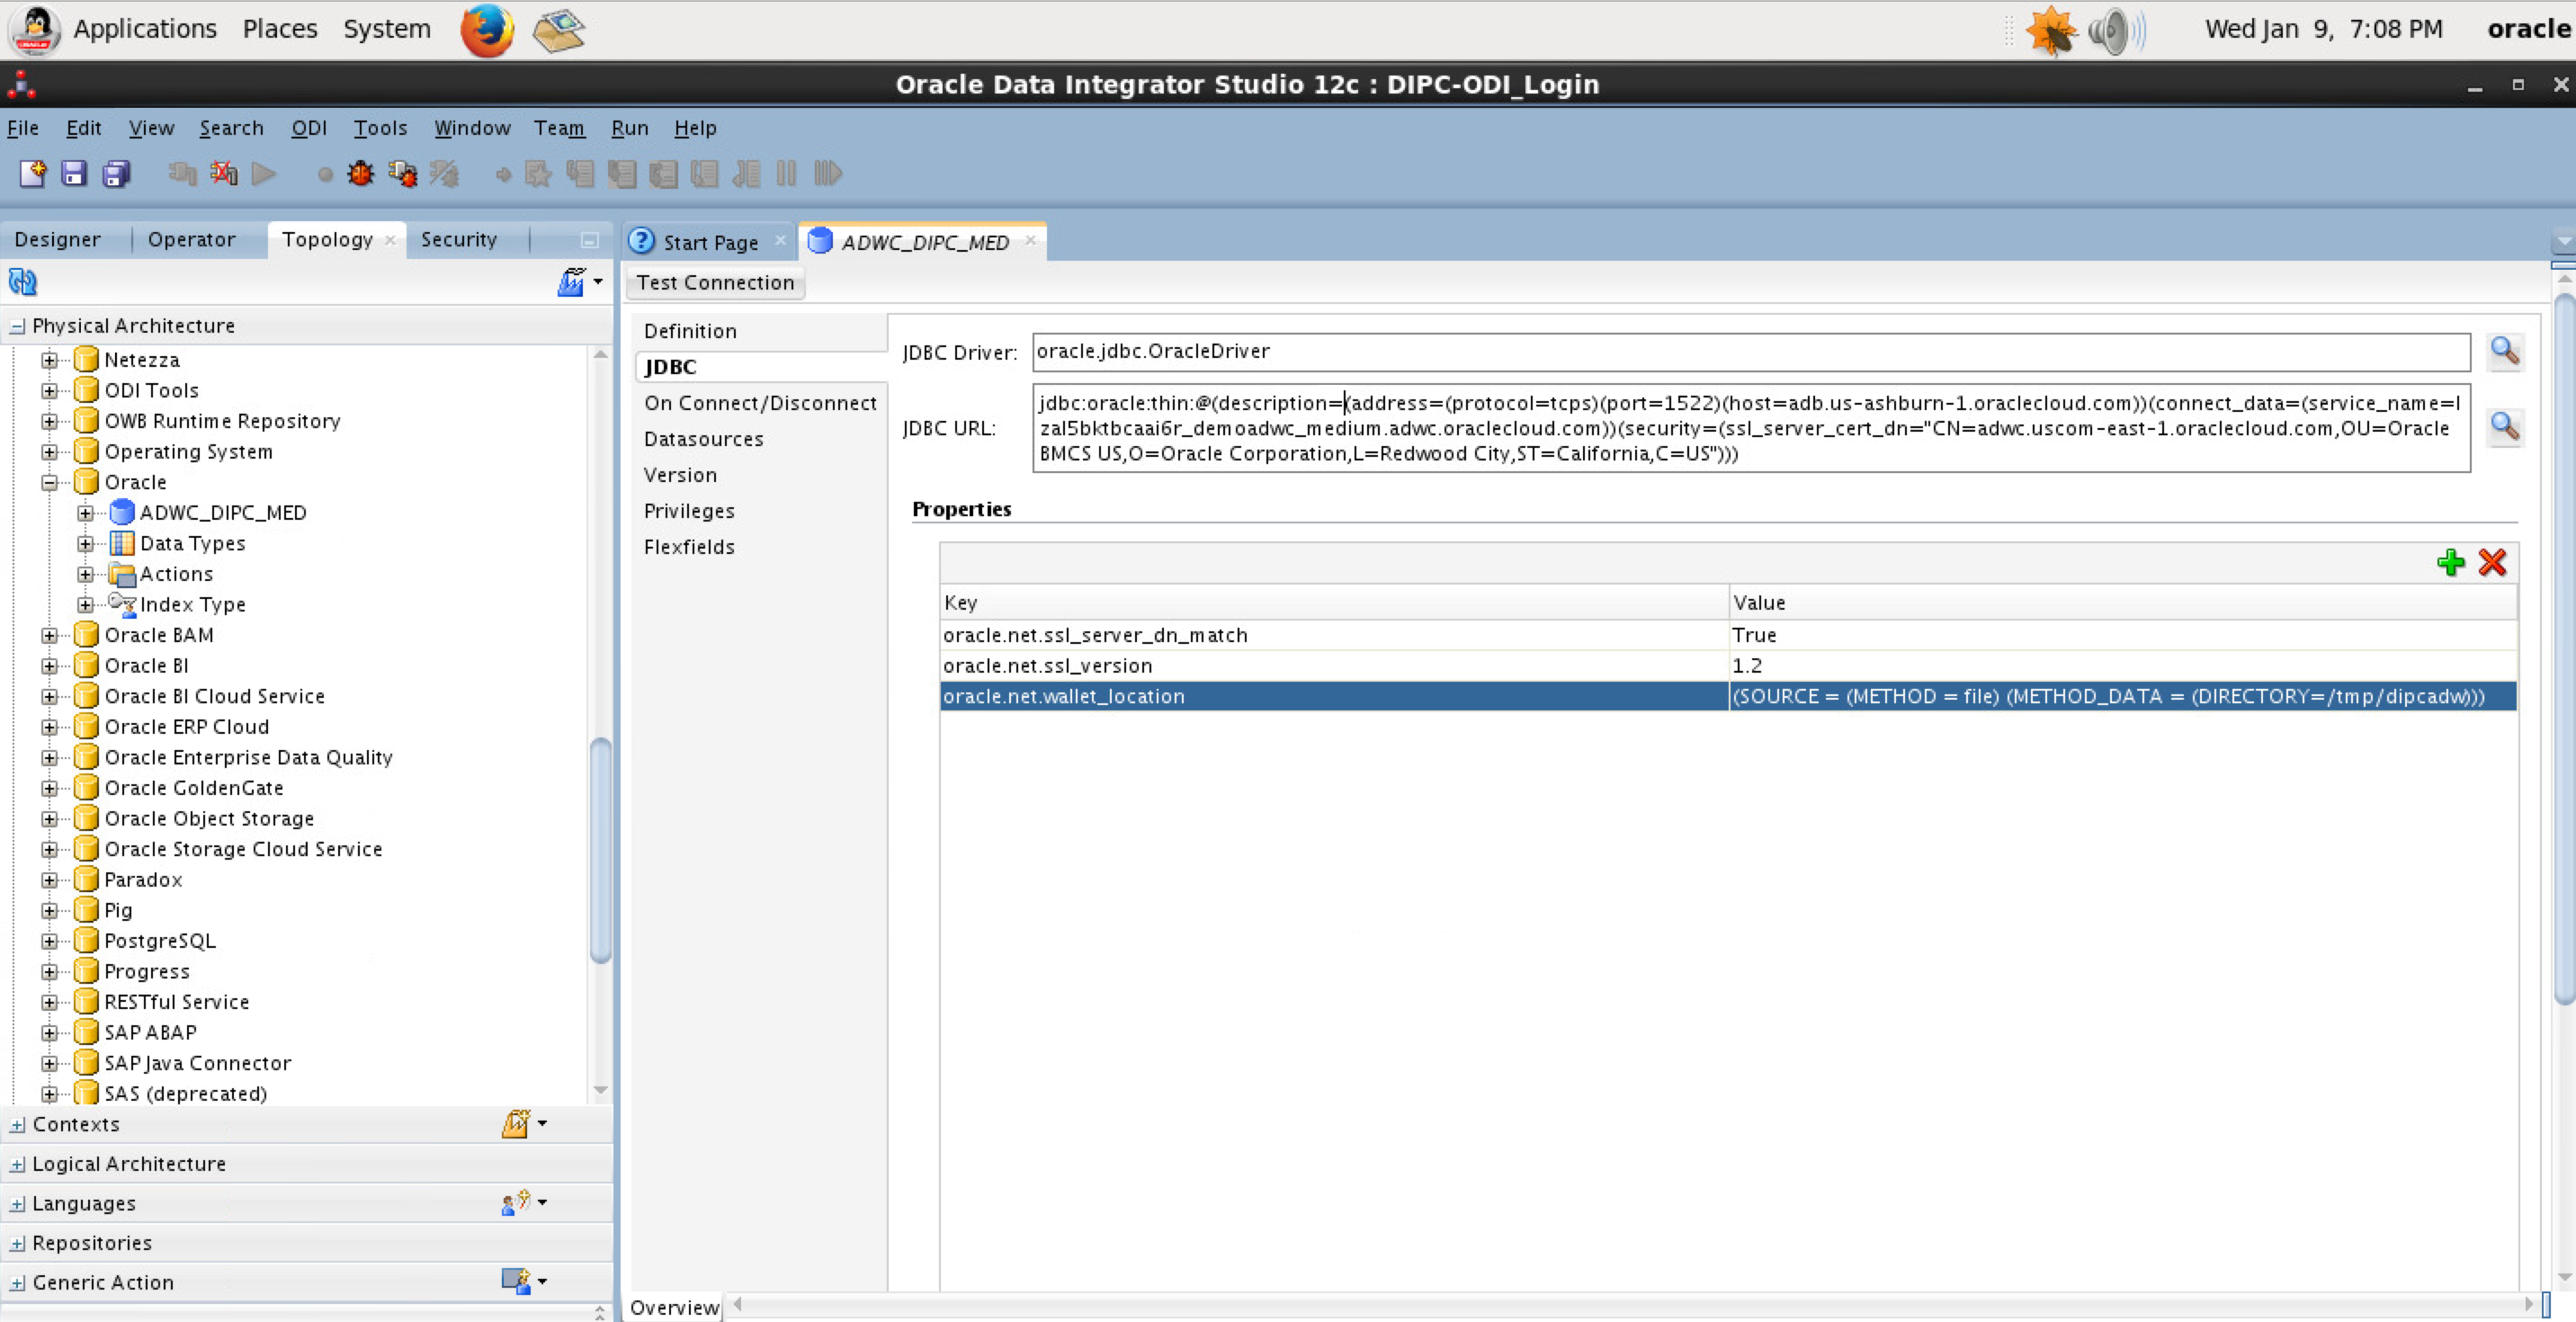 Applications Places System
Wed Jan 9, 7:08 PM oracle
Oracle Data Integrator Studio 12c : DIPC-ODI_Login
File Edit View Search ODI Tools Window Team Run Help
Designer Operator Topology Security
Start Page ADWC_DIPC_MED
Test Connection
Physical Architecture
Netezza
ODI Tools
OWB Runtime Repository
Operating System
Oracle
ADWC_DIPC_MED
Data Types
Actions
Index Type
Oracle BAM
Oracle BI
Oracle BI Cloud Service
Oracle ERP Cloud
Oracle Enterprise Data Quality
Oracle GoldenGate
Oracle Object Storage
Oracle Storage Cloud Service
Paradox
Pig
PostgreSQL
Progress
RESTful Service
SAP ABAP
SAP Java Connector
SAS (deprecated)
Contexts
Logical Architecture
Languages
Repositories
Generic Action
Definition
JDBC
On Connect/Disconnect
Datasources
Version
Privileges
Flexfields
JDBC Driver: oracle.jdbc.OracleDriver
JDBC URL:
jdbc:oracle:thin:@(description=(address=(protocol=tcps)(port=1522)(host=adb.us-ashburn-1.oraclecloud.com))(connect_data=(service_name=l
zal5bktbcaai6r_demoadwc_medium.adwc.oraclecloud.com))(security=(ssl_server_cert_dn="CN=adwc.uscom-east-1.oraclecloud.com,OU=Oracle
BMCS US,O=Oracle Corporation,L=Redwood City,ST=California,C=US")))
Properties
Key Value
oracle.net.ssl_server_dn_match True
oracle.net.ssl_version 1.2
oracle.net.wallet_location (SOURCE = (METHOD = file) (METHOD_DATA = (DIRECTORY=/tmp/dipcadw)))
Overview